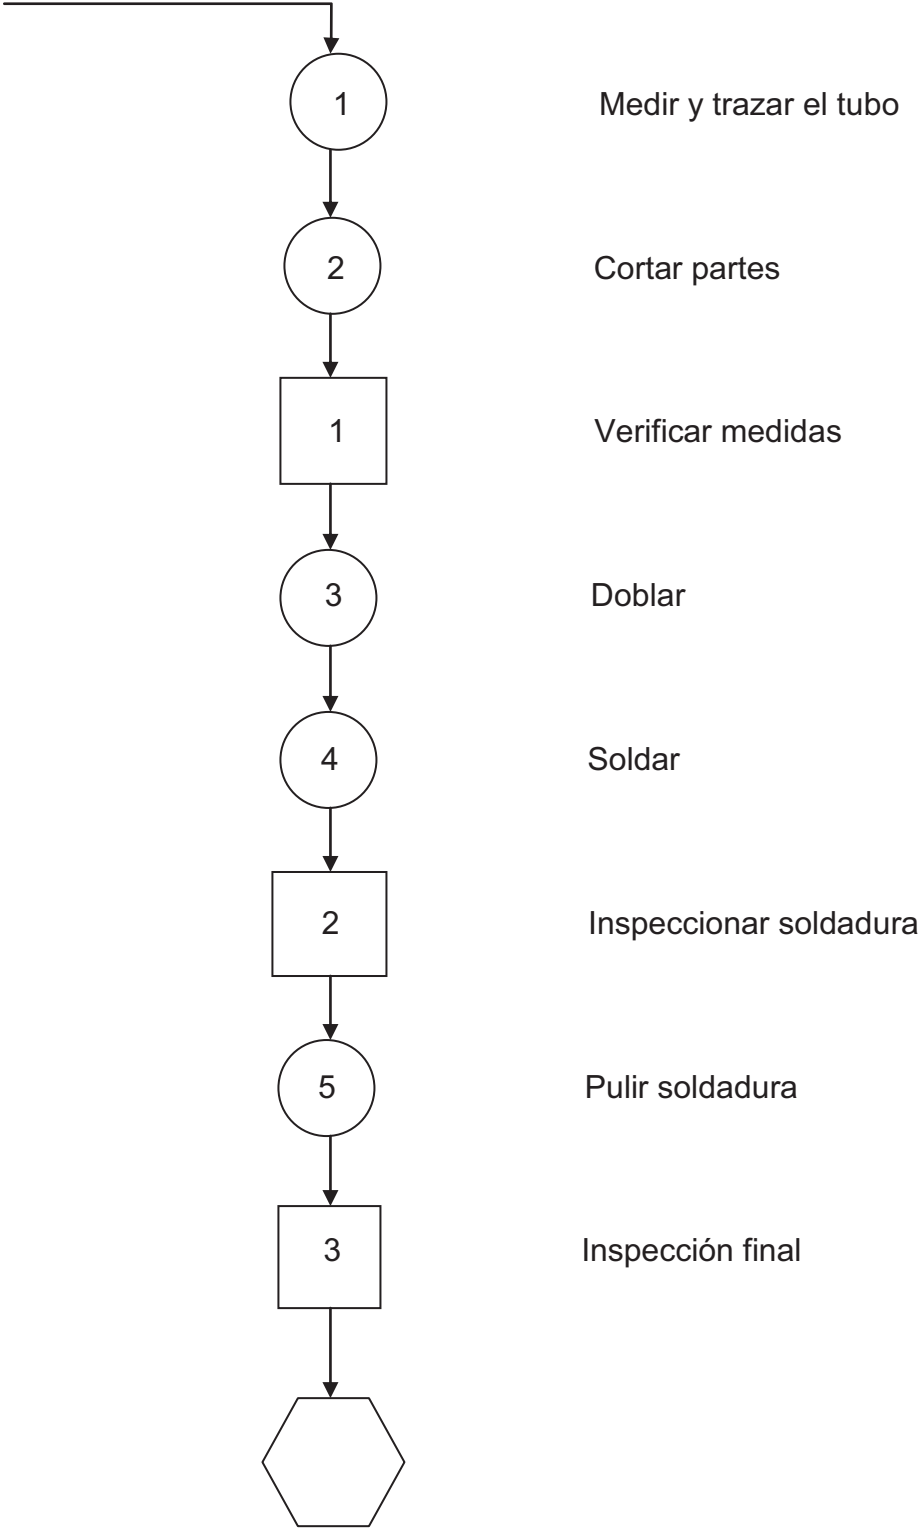 1 Medir y trazar el tubo
2 Cortar partes
1 Verificar medidas
3 Doblar
4 Soldar
2 Inspeccionar soldadura
5 Pulir soldadura
3 Inspección final